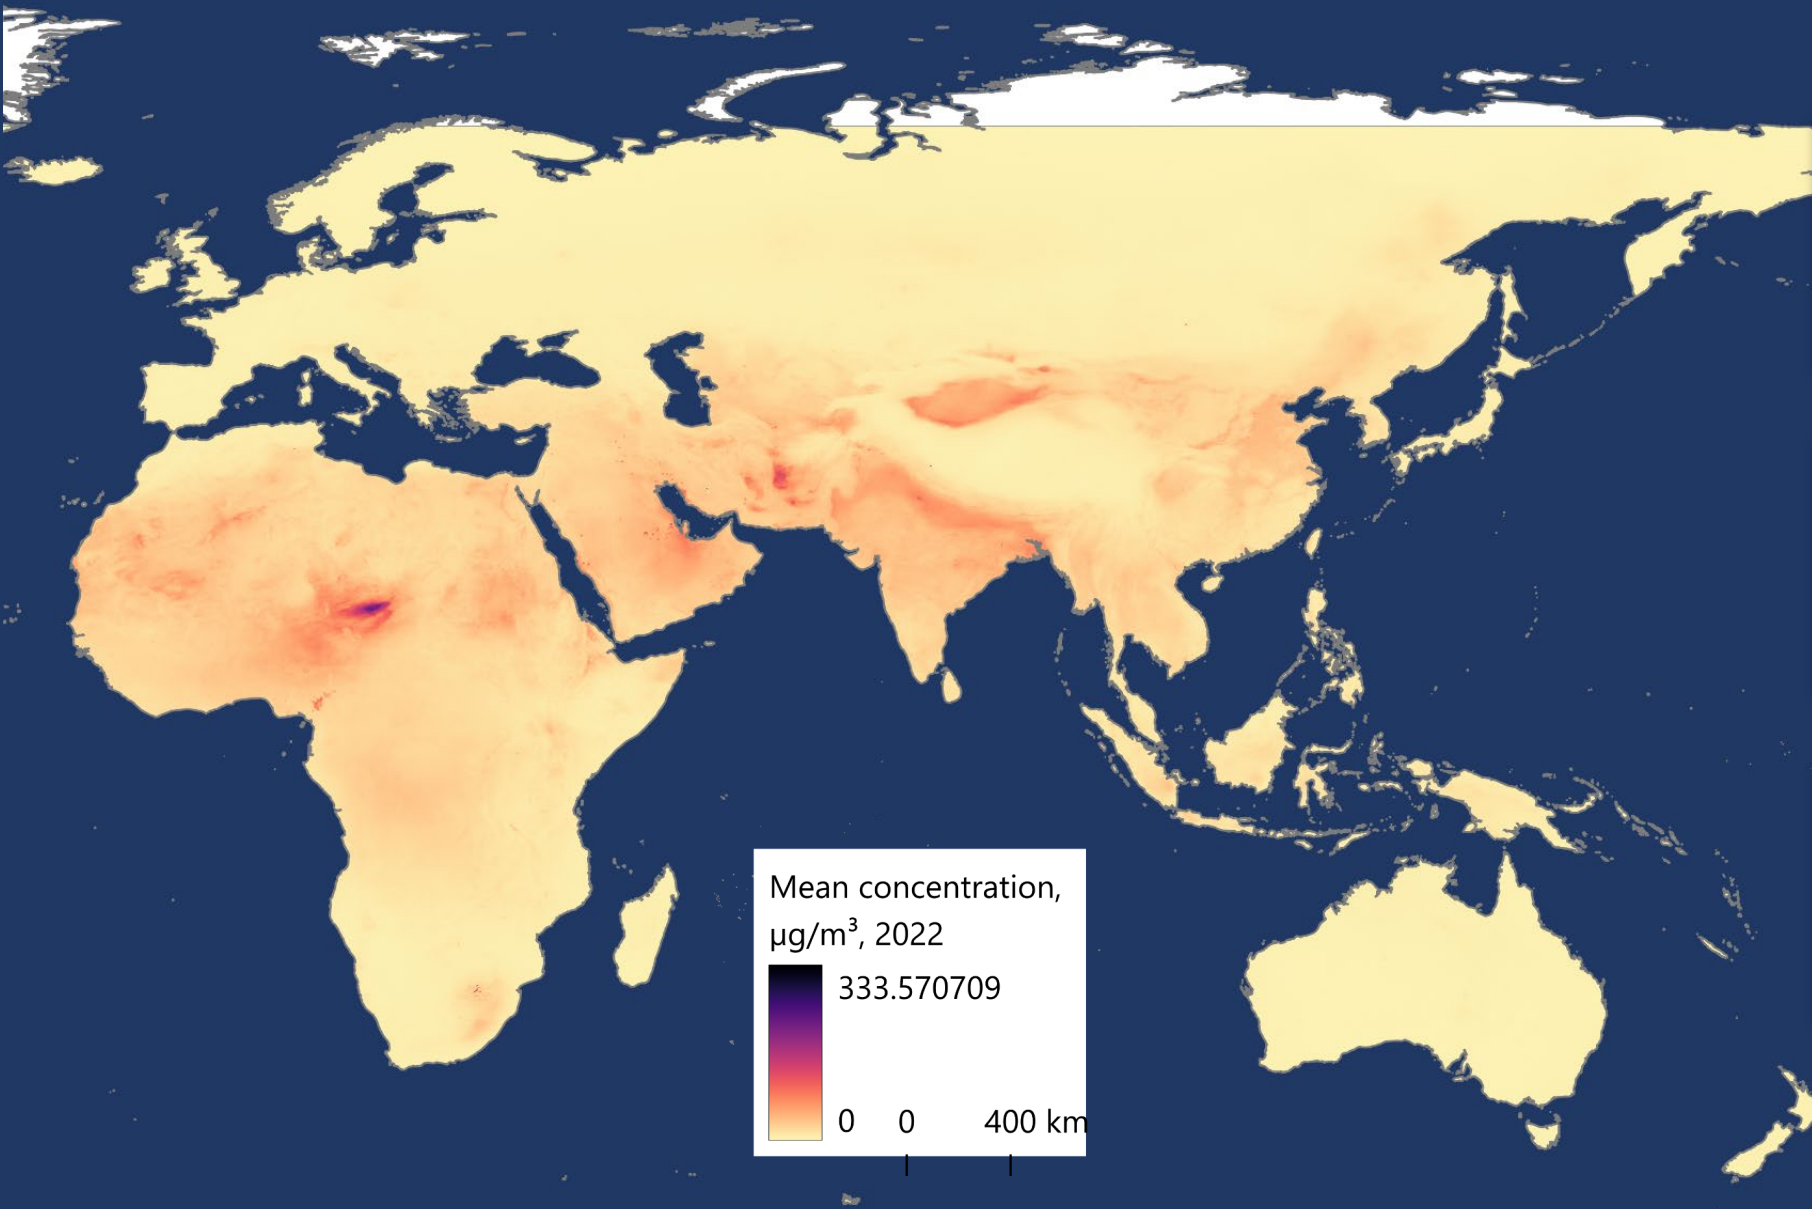 Mean concentration,
µg/m³, 2022
333.570709
0
0 400 km